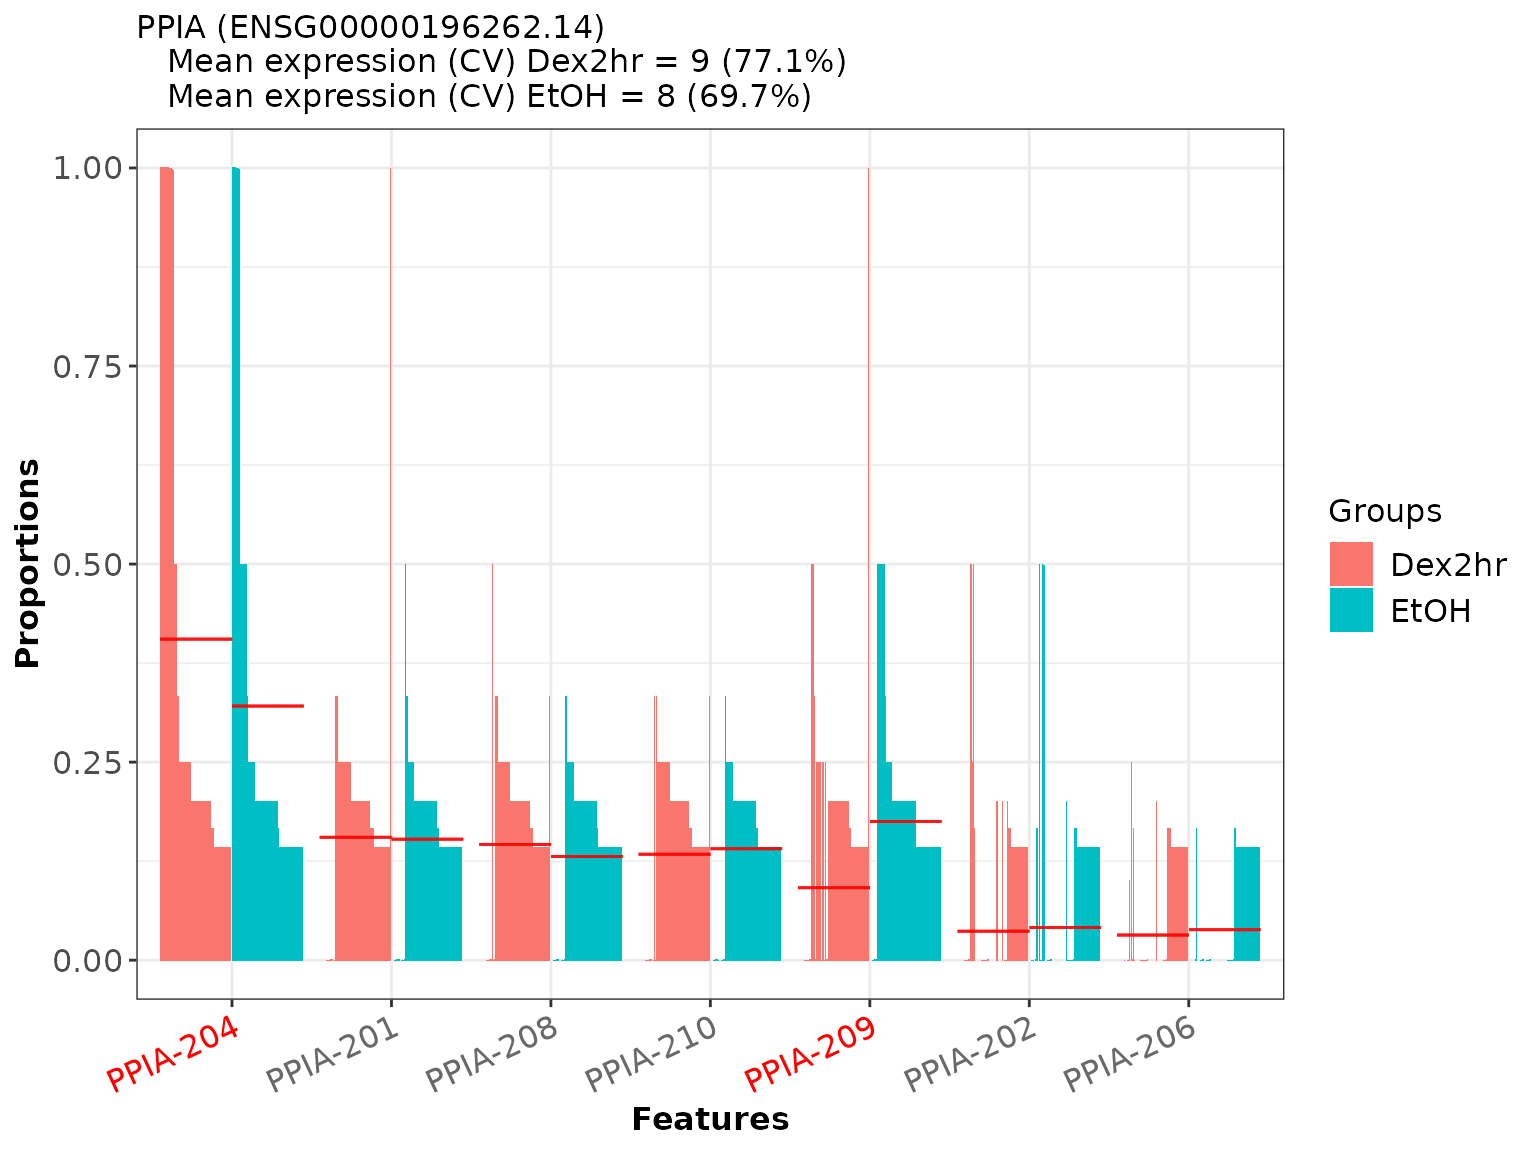 PPIA (ENSG00000196262.14)
Mean expression (CV) Dex2hr = 9 (77.1%)
Mean expression (CV) EtOH = 8 (69.7%)
1.00
0.75
0.50
0.25
0.00
Proportions
PPIA-204
PPIA-201
PPIA-208
PPIA-210
PPIA-209
PPIA-202
PPIA-206
Features
Groups
Dex2hr
EtOH